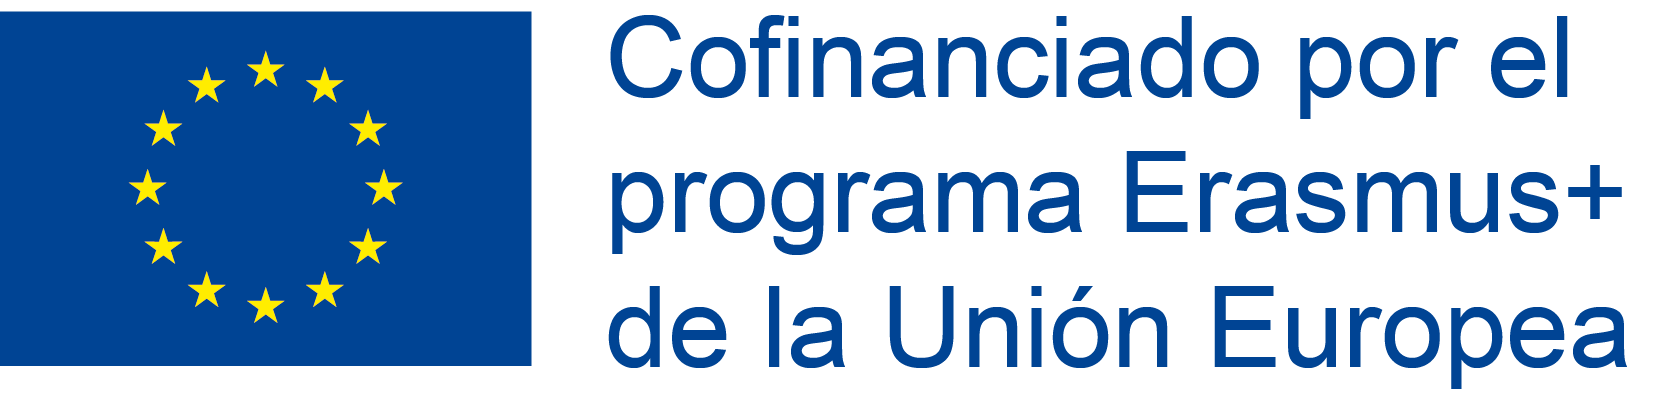 Cofinanciado por el
programa Erasmus+
de la Unión Europea